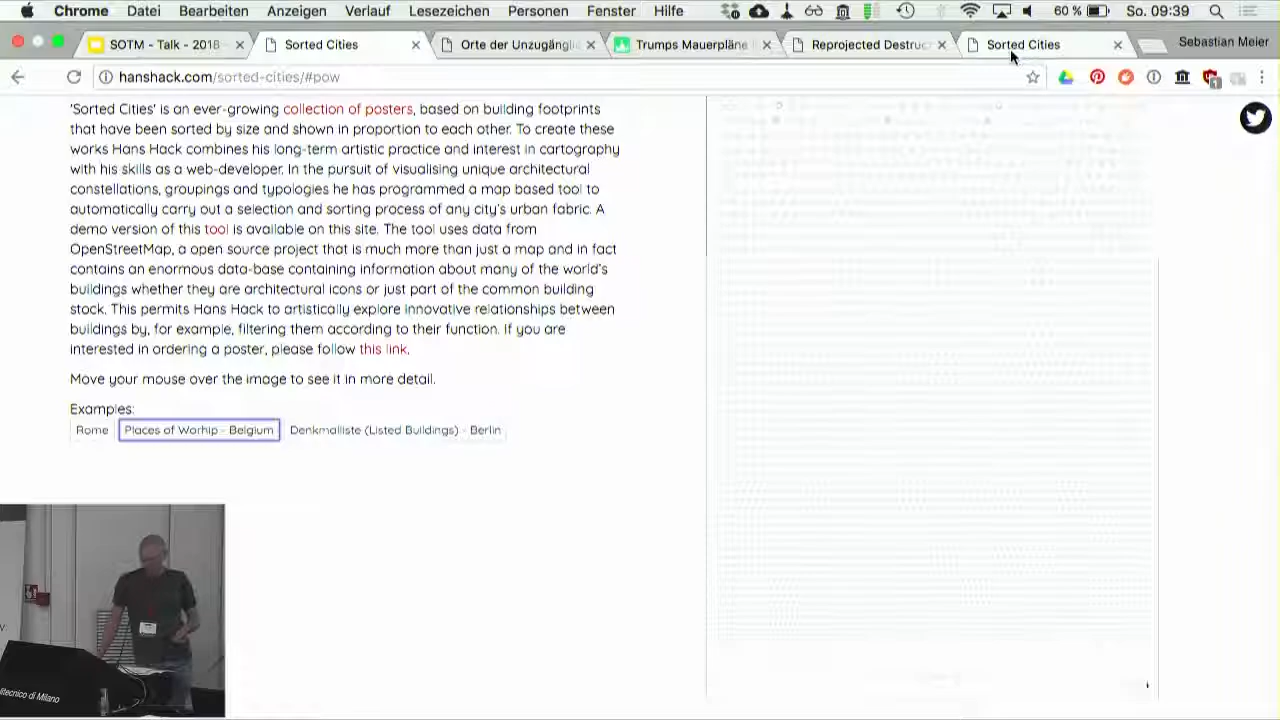 Chrome Datei Bearbeiten Anzeigen Verlauf Lesezeichen Personen Fenster Hilfe 60 % So. 09:39
SOTM - Talk - 2018 Sorted Cities Orte der Unzugänglic Trumps Mauerpläne Reprojected Destruc Sorted Cities Sebastian Meier
hanshack.com/sorted-cities/#pow
'Sorted Cities' is an ever-growing collection of posters, based on building footprints
that have been sorted by size and shown in proportion to each other. To create these
works Hans Hack combines his long-term artistic practice and interest in cartography
with his skills as a web developer. In the pursuit of visualising unique architectural
constellations, groupings and typologies he has programmed a map based tool to
automatically carry out a selection and sorting process of any city's urban fabric. A
demo version of this tool is available on this site. The tool uses data from
OpenStreetMap, a open source project that is much more than just a map and in fact
contains an enormous data-base containing information about many of the world's
buildings whether they are architectural icons or just part of the common building
stock. This permits Hans Hack to artistically explore innovative relationships between
buildings by, for example, filtering them according to their function. If you are
interested in ordering a poster, please follow this link.
Move your mouse over the image to see it in more detail.
Examples:
Rome Places of Worhip - Belgium Denkmalliste (Listed Buildings) - Berlin
litecnico di Milano